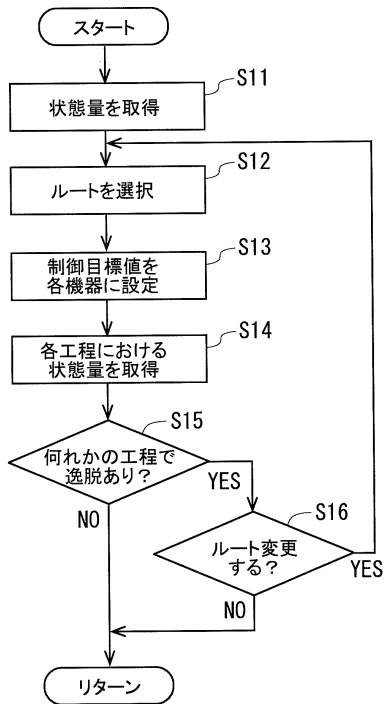 スタート
S11
状態量を取得
S12
ルートを選択
S13
制御目標値を
各機器に設定
S14
各工程における
状態量を取得
S15
何れかの工程で
逸脱あり?
YES
NO
S16
ルート変更
する?
YES
NO
リターン